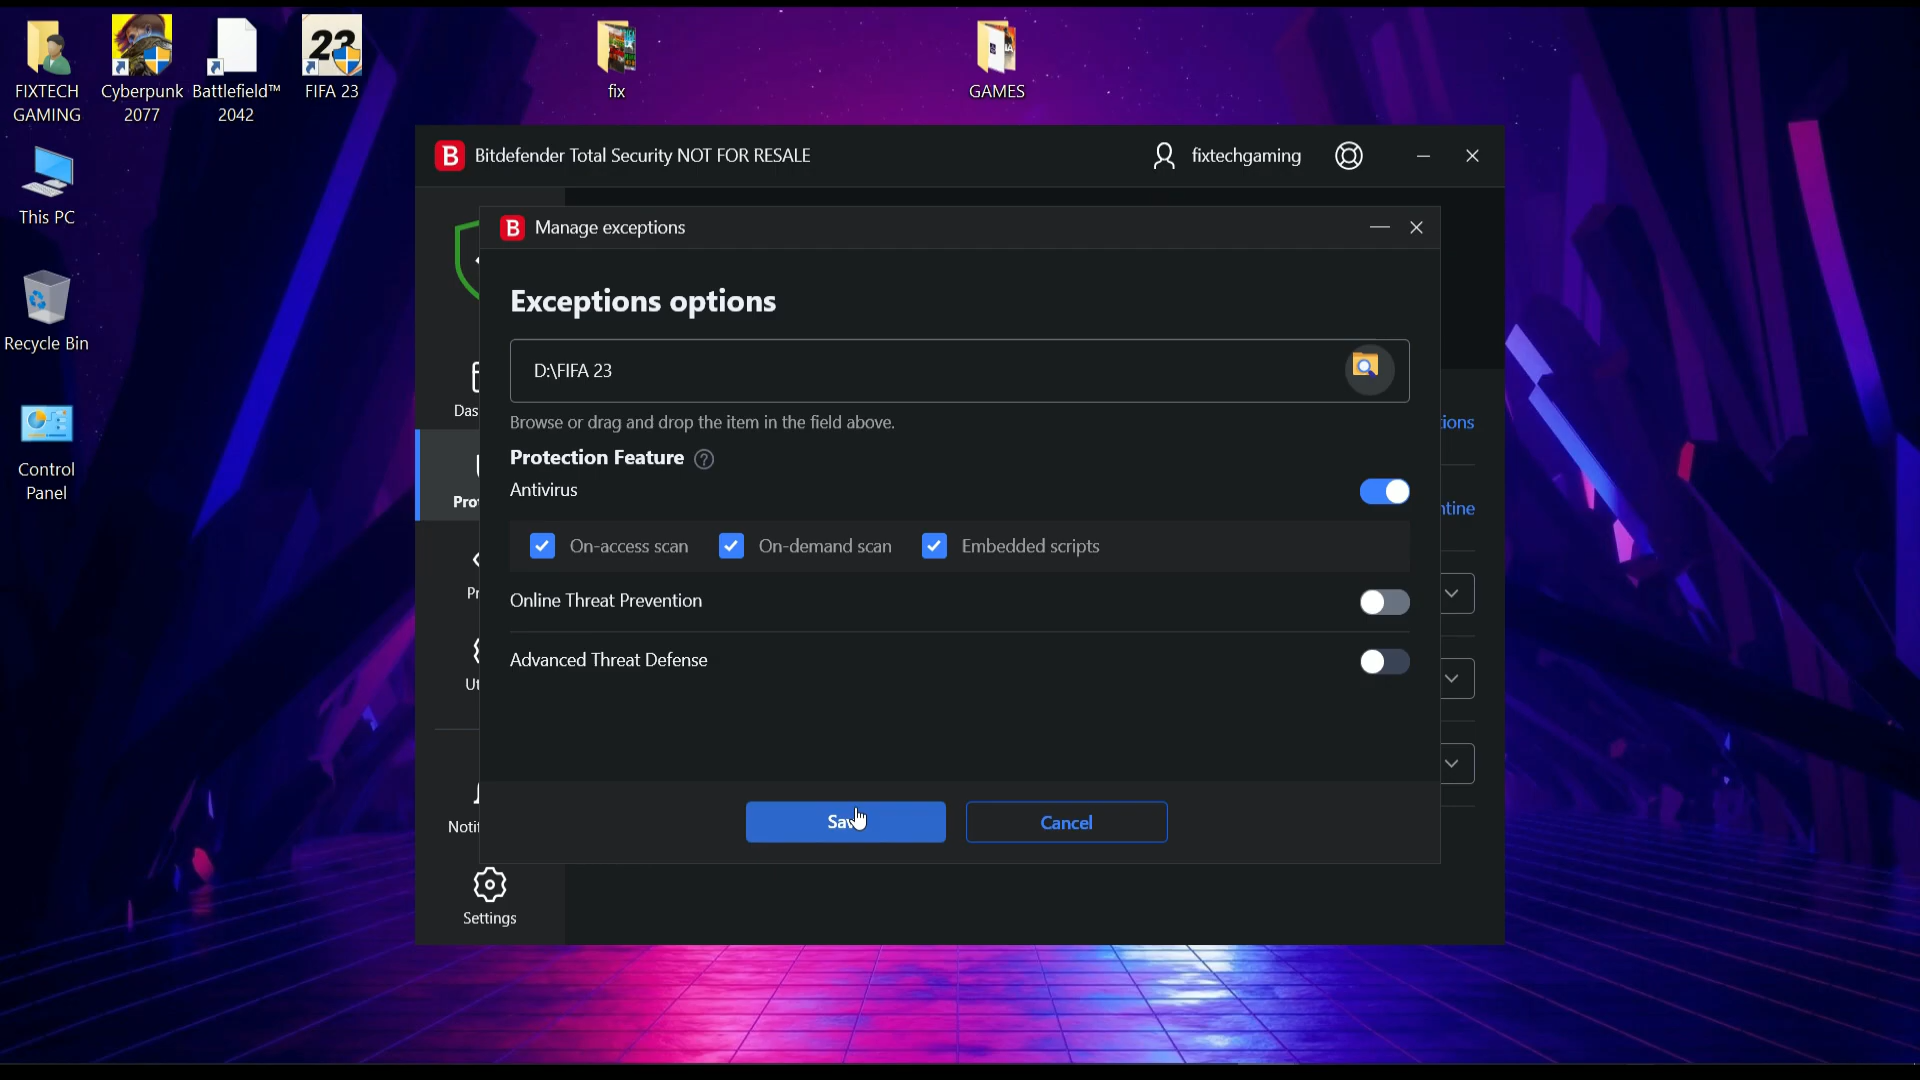 FIXTECH
GAMING
Cyberpunk
2077
Battlefield™
2042
23
FIFA 23
fix
GAMES
This PC
Recycle Bin
Control
Panel
B Bitdefender Total Security NOT FOR RESALE
fixtechgaming
B Manage exceptions
Exceptions options
D:\FIFA 23
Browse or drag and drop the item in the field above.
Protection Feature ?
Antivirus
On-access scan
On-demand scan
Embedded scripts
Online Threat Prevention
Advanced Threat Defense
Cancel
Settings